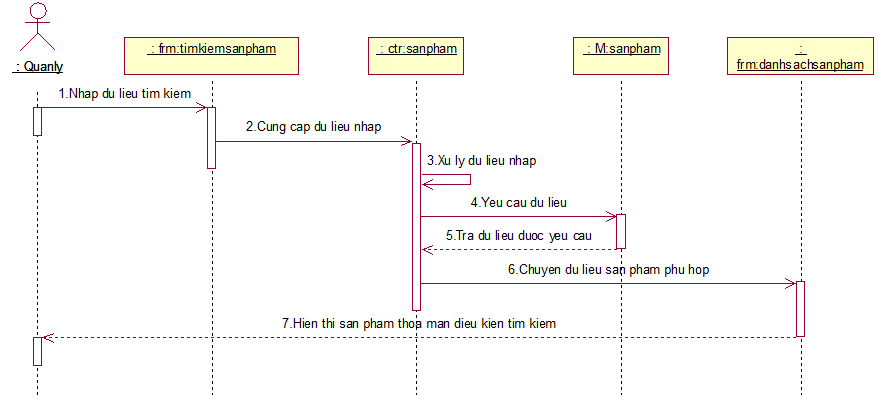 : Quanly
: frm:timkiemsanpham
: ctr:sanpham
: M:sanpham
:
frm:danhsachsanpham
1.Nhap du lieu tim kiem
2.Cung cap du lieu nhap
3.Xu ly du lieu nhap
4.Yeu cau du lieu
5.Tra du lieu duoc yeu cau
6.Chuyen du lieu san pham phu hop
7.Hien thi san pham thoa man dieu kien tim kiem